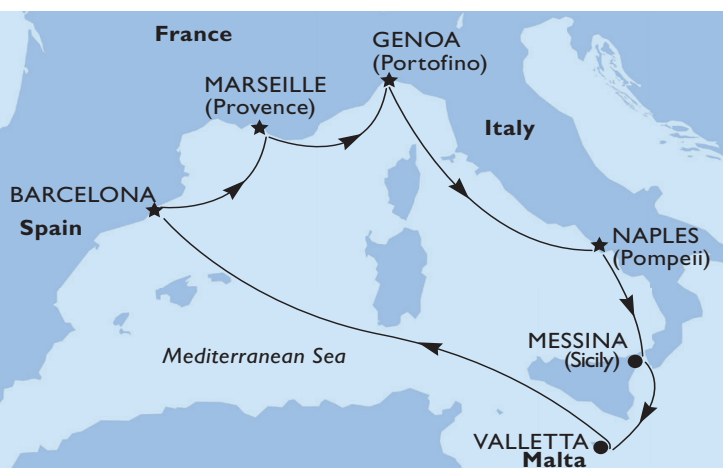 France
GENOA
(Portofino)
MARSEILLE
(Provence)
Italy
BARCELONA
Spain
NAPLES
(Pompeii)
MESSINA
(Sicily)
Mediterranean Sea
VALLETTA
Malta